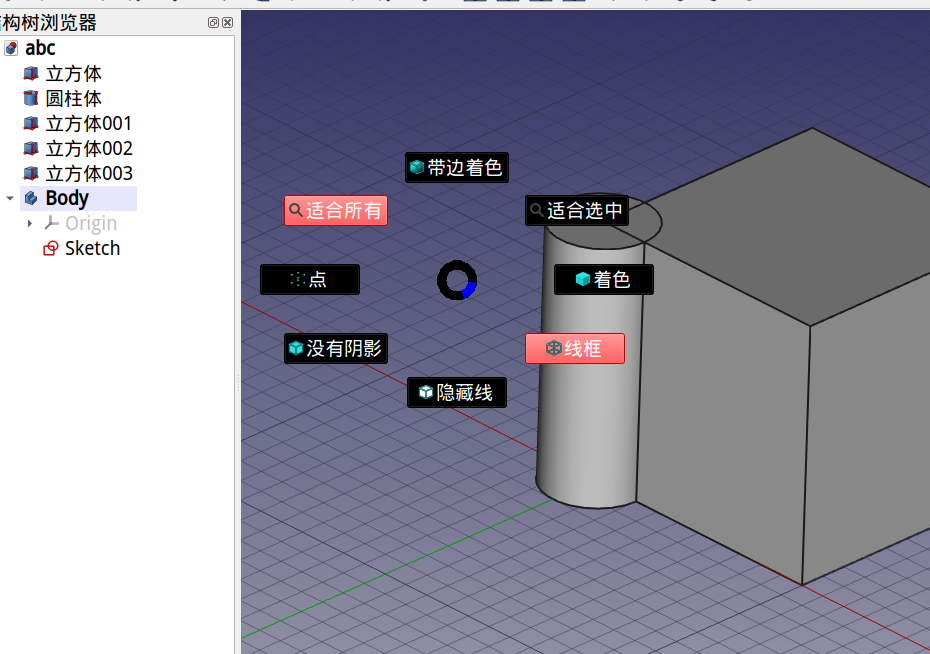 构树浏览器
abc
立方体
圆柱体
立方体001
立方体002
立方体003
Body
Origin
Sketch
带边着色
适合所有
适合选中
点
着色
没有阴影
线框
隐藏线